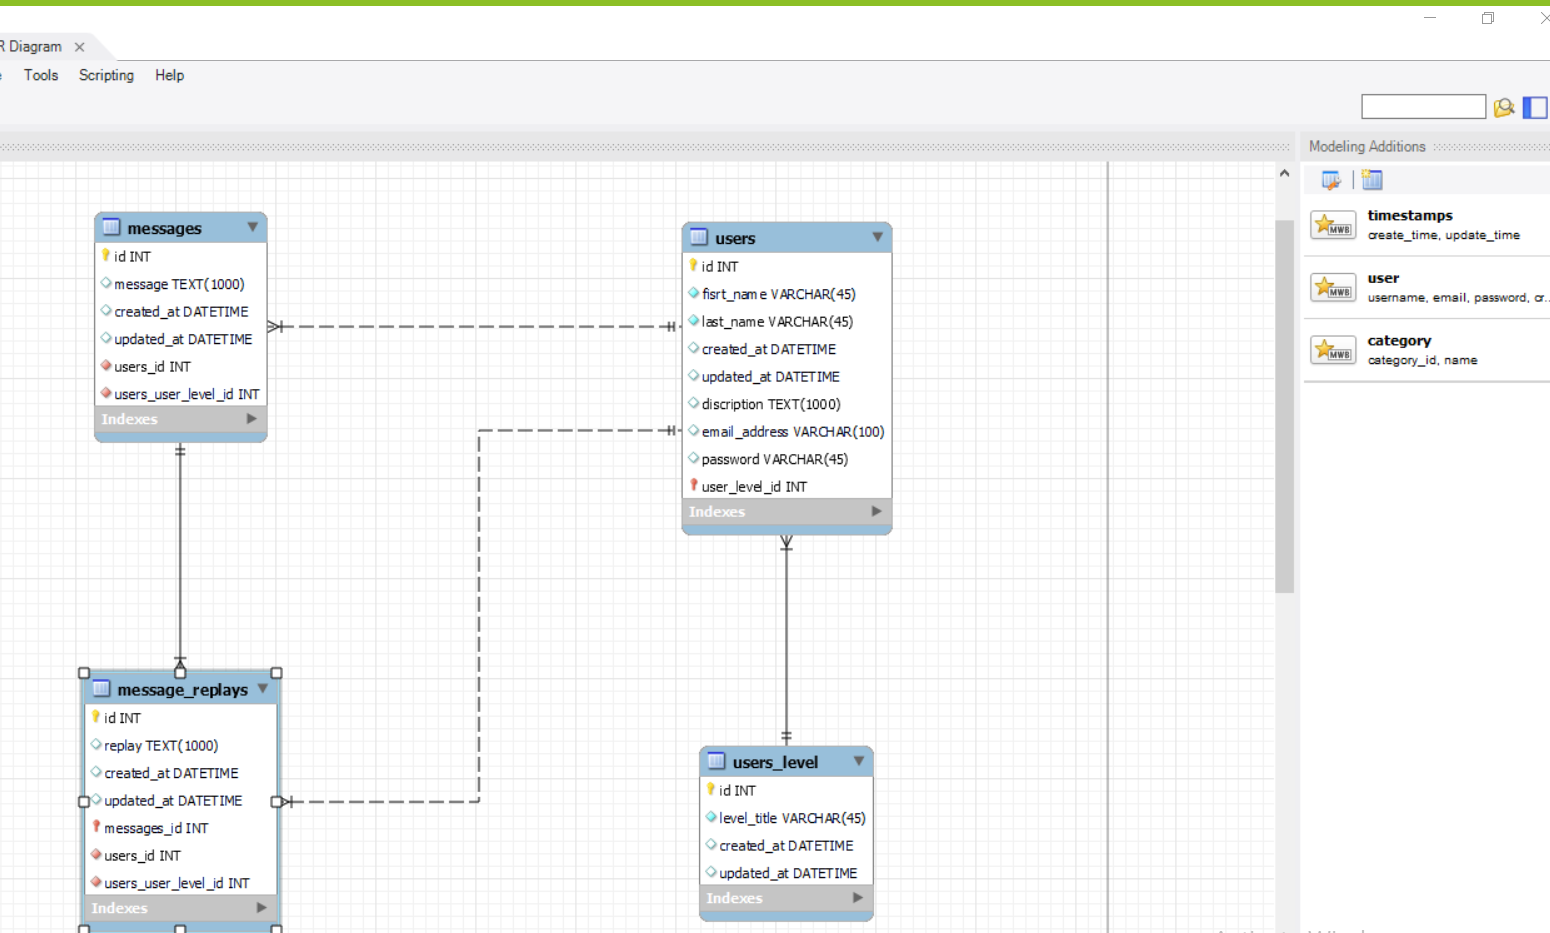 R Diagram
Tools Scripting Help
Modeling Additions
timestamps
create_time, update_time
user
username, email, password, cr...
category
category_id, name
messages
id INT
message TEXT(1000)
created_at DATETIME
updated_at DATETIME
users_id INT
users_user_level_id INT
Indexes
users
id INT
fisrt_name VARCHAR(45)
last_name VARCHAR(45)
created_at DATETIME
updated_at DATETIME
discription TEXT(1000)
email_address VARCHAR(100)
password VARCHAR(45)
user_level_id INT
Indexes
message_replays
id INT
replay TEXT(1000)
created_at DATETIME
updated_at DATETIME
messages_id INT
users_id INT
users_user_level_id INT
Indexes
users_level
id INT
level_title VARCHAR(45)
created_at DATETIME
updated_at DATETIME
Indexes